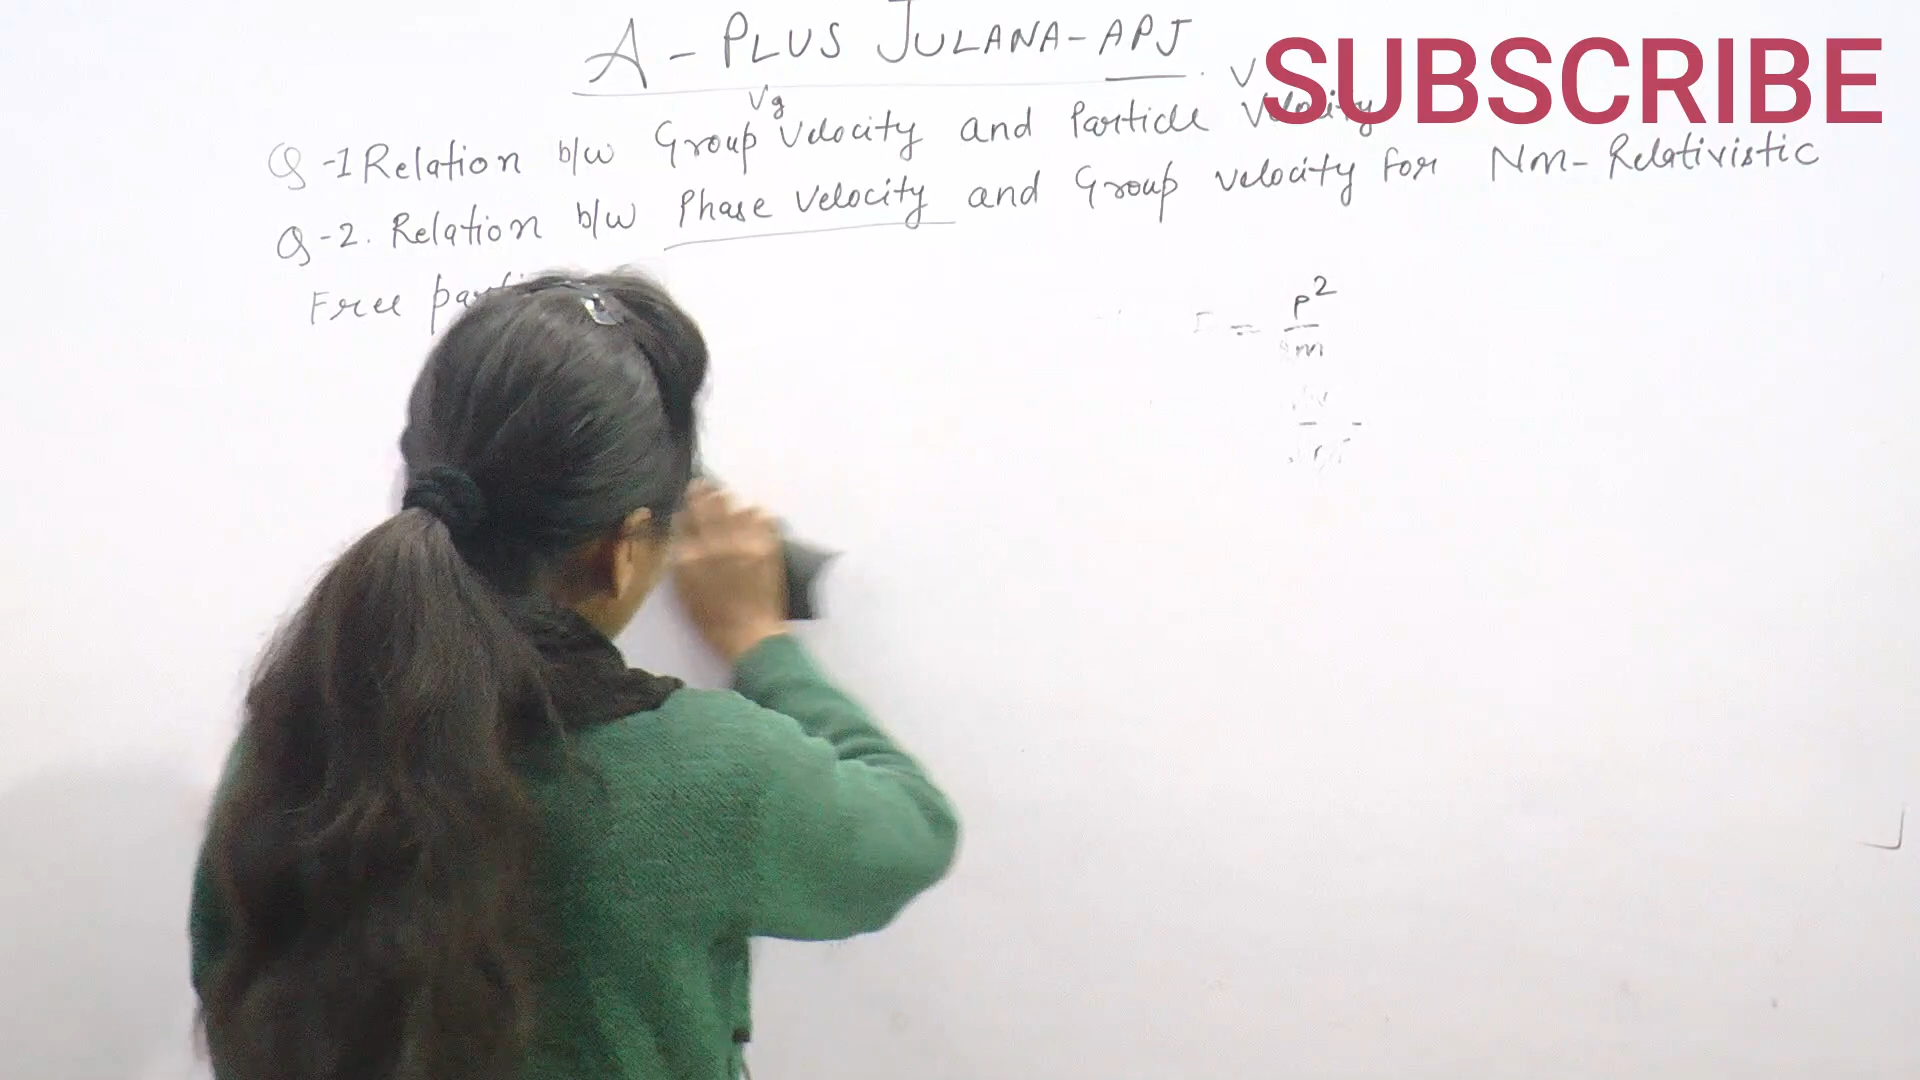 A - PLUS JULANA - APJ
SUBSCRIBE
Vg V
Q-1 Relation b/w Group Velocity and Particle Velocity
Q-2. Relation b/w Phase Velocity and Group velocity for Non-Relativistic
Free
= P²
m